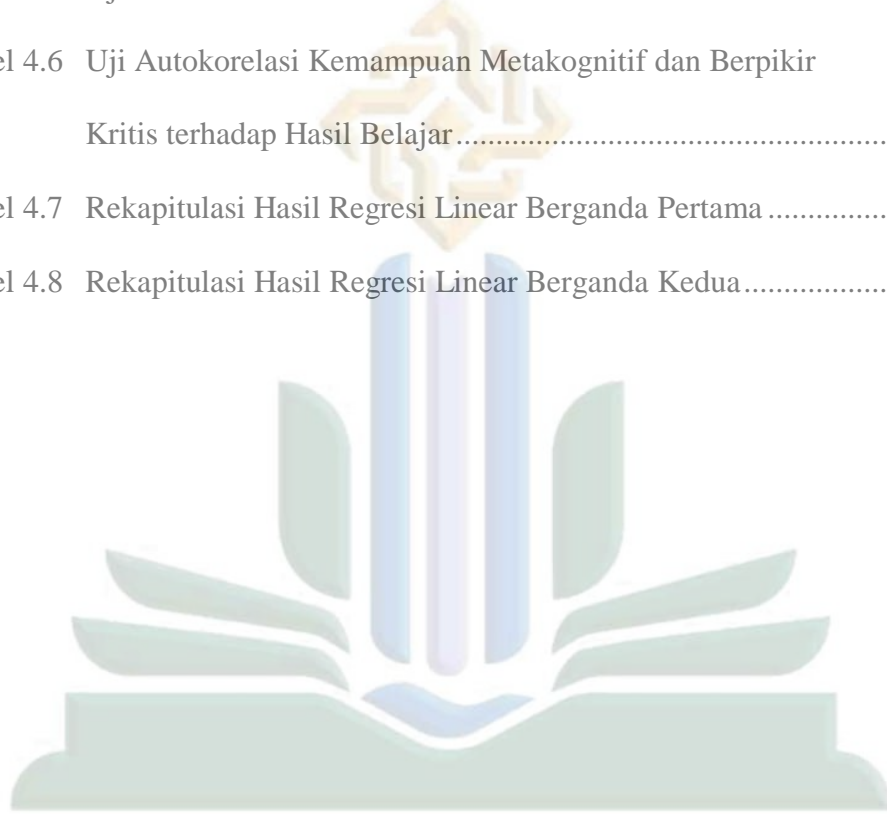 el 4.6 Uji Autokorelasi Kemampuan Metakognitif dan Berpikir
Kritis terhadap Hasil Belajar......................................................
el 4.7 Rekapitulasi Hasil Regresi Linear Berganda Pertama...............
el 4.8 Rekapitulasi Hasil Regresi Linear Berganda Kedua..................